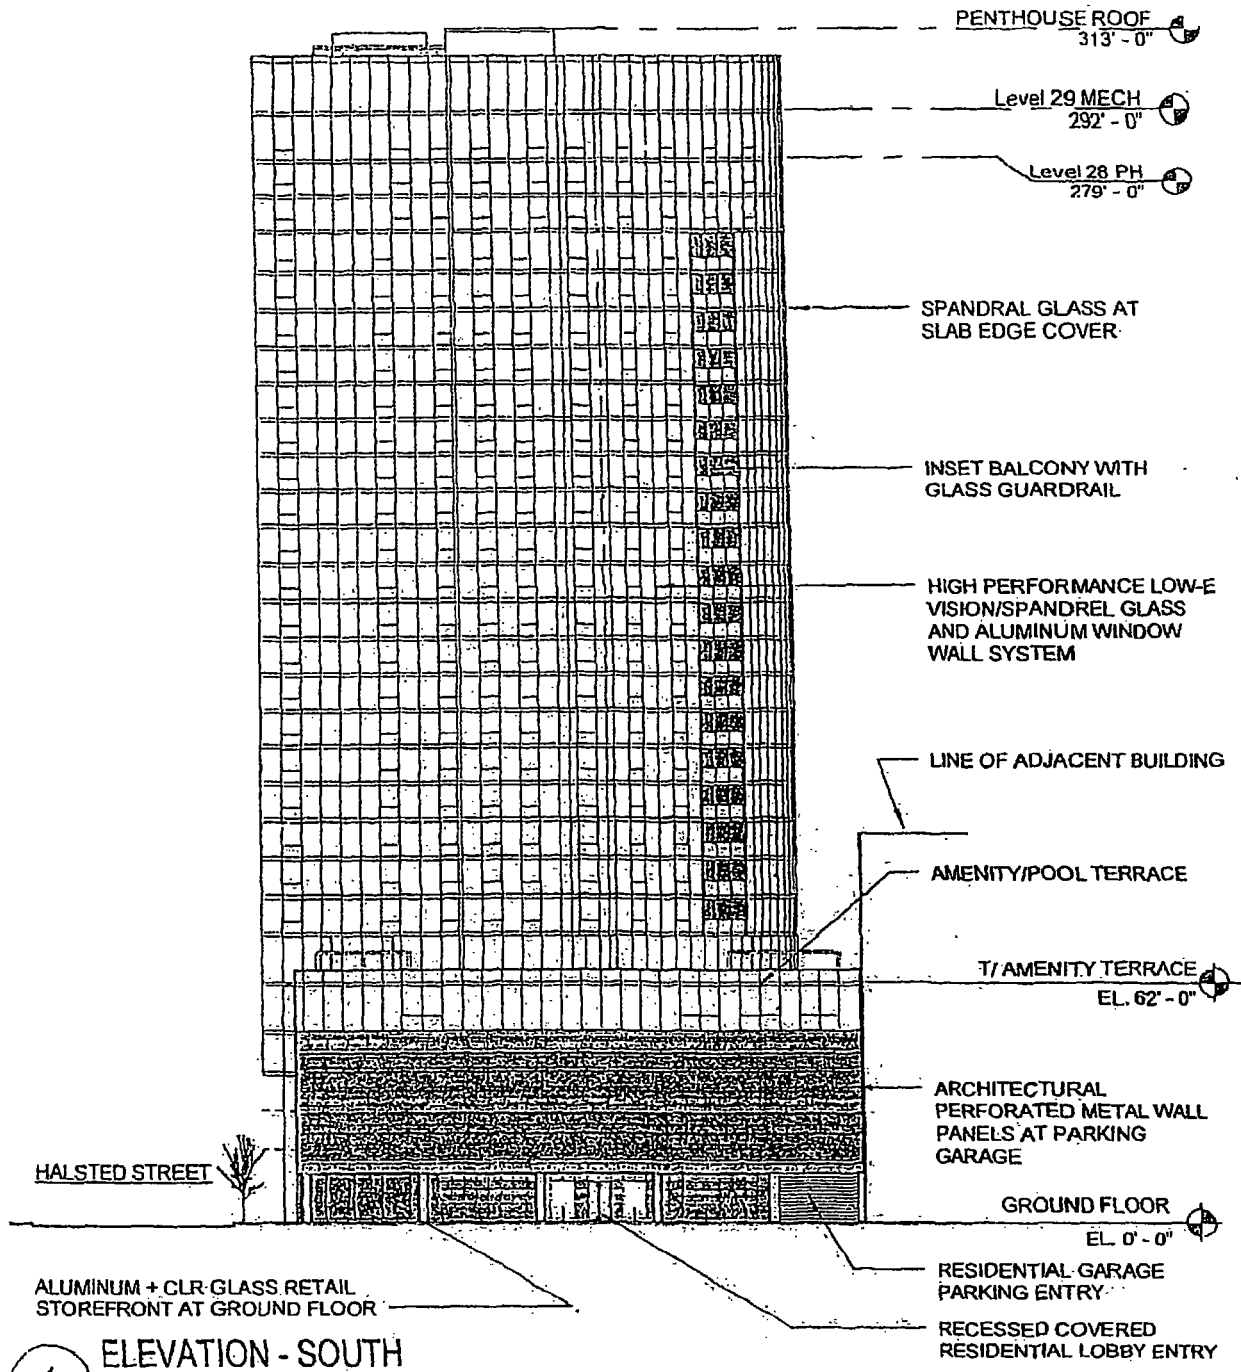 PENTHOUSE ROOF
313' - 0"
Level 29 MECH
292' - 0"
Level 28 PH
279' - 0"
SPANDRAL GLASS AT
SLAB EDGE COVER
INSET BALCONY WITH
GLASS GUARDRAIL
HIGH PERFORMANCE LOW-E
VISION/SPANDREL GLASS
AND ALUMINUM WINDOW
WALL SYSTEM
LINE OF ADJACENT BUILDING
AMENITY/POOL TERRACE
T/ AMENITY TERRACE
EL. 62' - 0"
ARCHITECTURAL
PERFORATED METAL WALL
PANELS AT PARKING
GARAGE
HALSTED STREET
GROUND FLOOR
EL. 0' - 0"
ALUMINUM + CLR GLASS RETAIL
STOREFRONT AT GROUND FLOOR
RESIDENTIAL GARAGE
PARKING ENTRY
RECESSED COVERED
RESIDENTIAL LOBBY ENTRY
ELEVATION - SOUTH